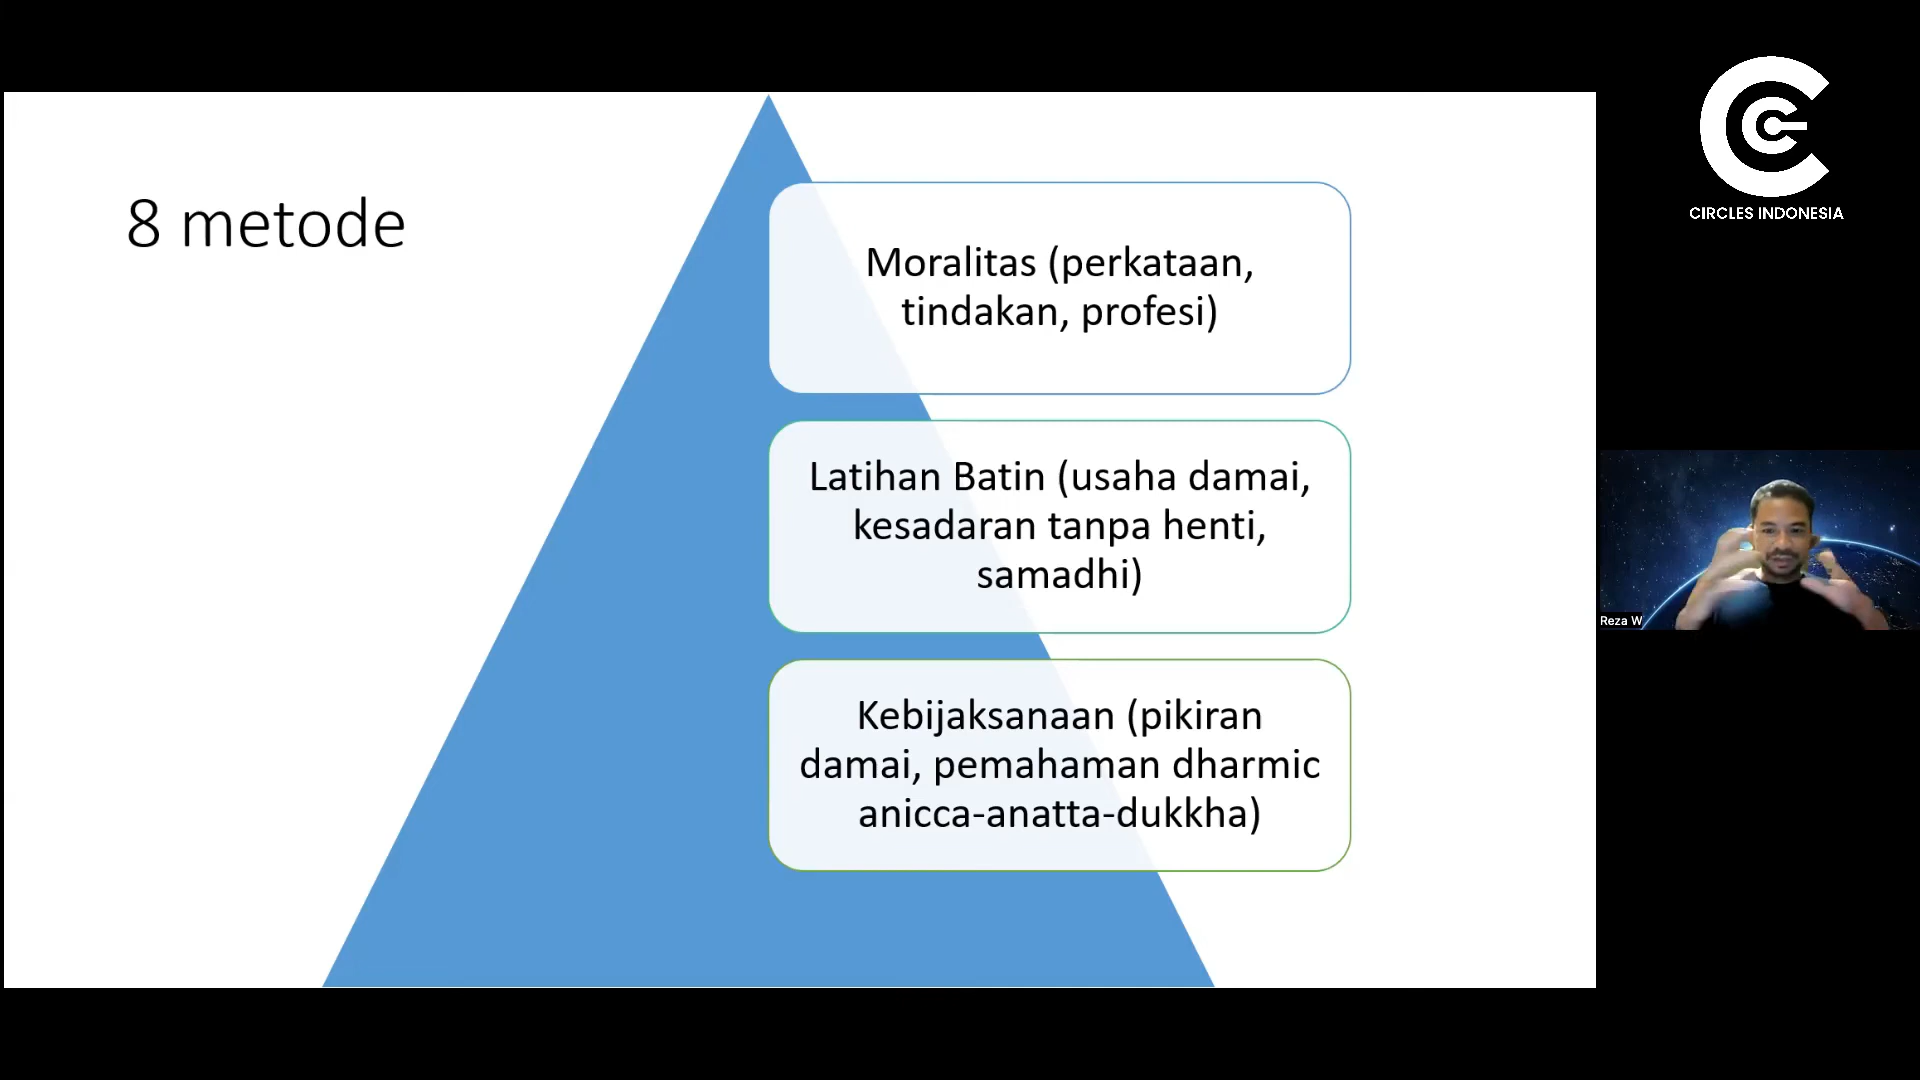 8 metode
Moralitas (perkataan,
tindakan, profesi)
Latihan Batin (usaha damai,
kesadaran tanpa henti,
samadhi)
Kebijaksanaan (pikiran
damai, pemahaman dharmic
anicca-anatta-dukkha)
CIRCLES INDONESIA
Reza W